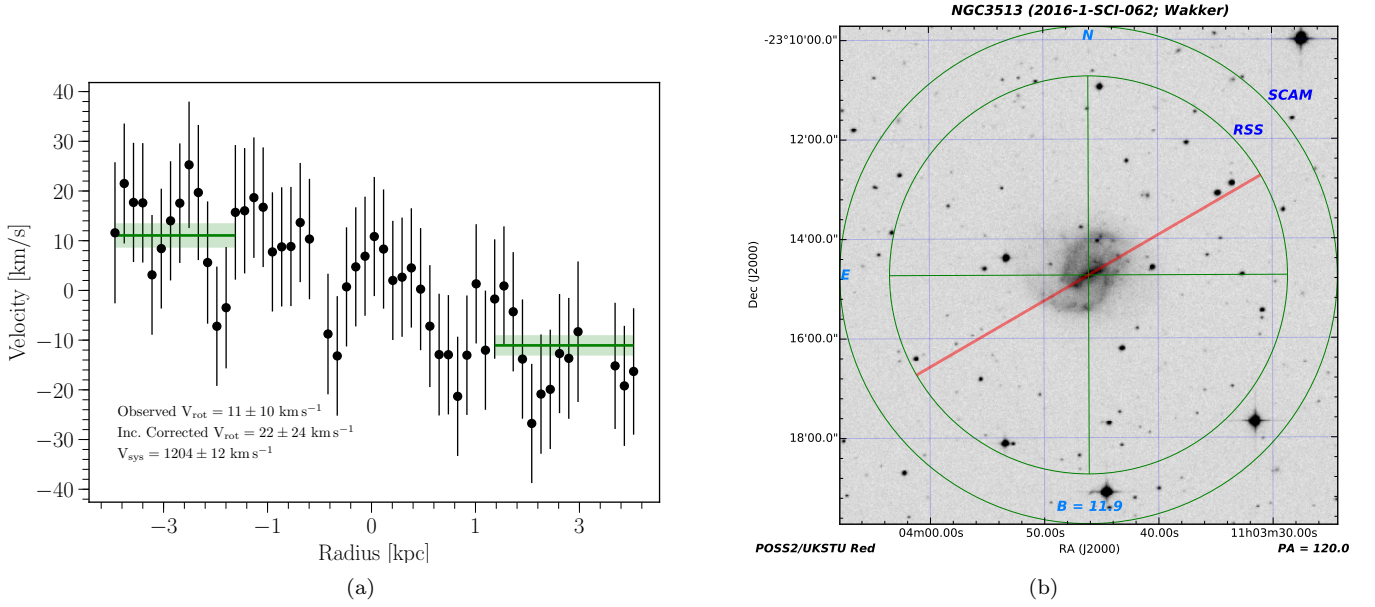 40
30
20
10
0
−10
−20
−30
−40
Velocity [km/s]
Observed V_rot = 11 ± 10 km s⁻¹
Inc. Corrected V_rot = 22 ± 24 km s⁻¹
V_sys = 1204 ± 12 km s⁻¹
−3 −1 0 1 3
Radius [kpc]
(a)
NGC3513 (2016-1-SCI-062; Wakker)
-23°10'00.0"
12'00.0"
14'00.0"
16'00.0"
18'00.0"
Dec (J2000)
N
SCAM
RSS
E
B = 11.9
04m00.00s 50.00s 40.00s 11h03m30.00s
POSS2/UKSTU Red RA (J2000) PA = 120.0
(b)